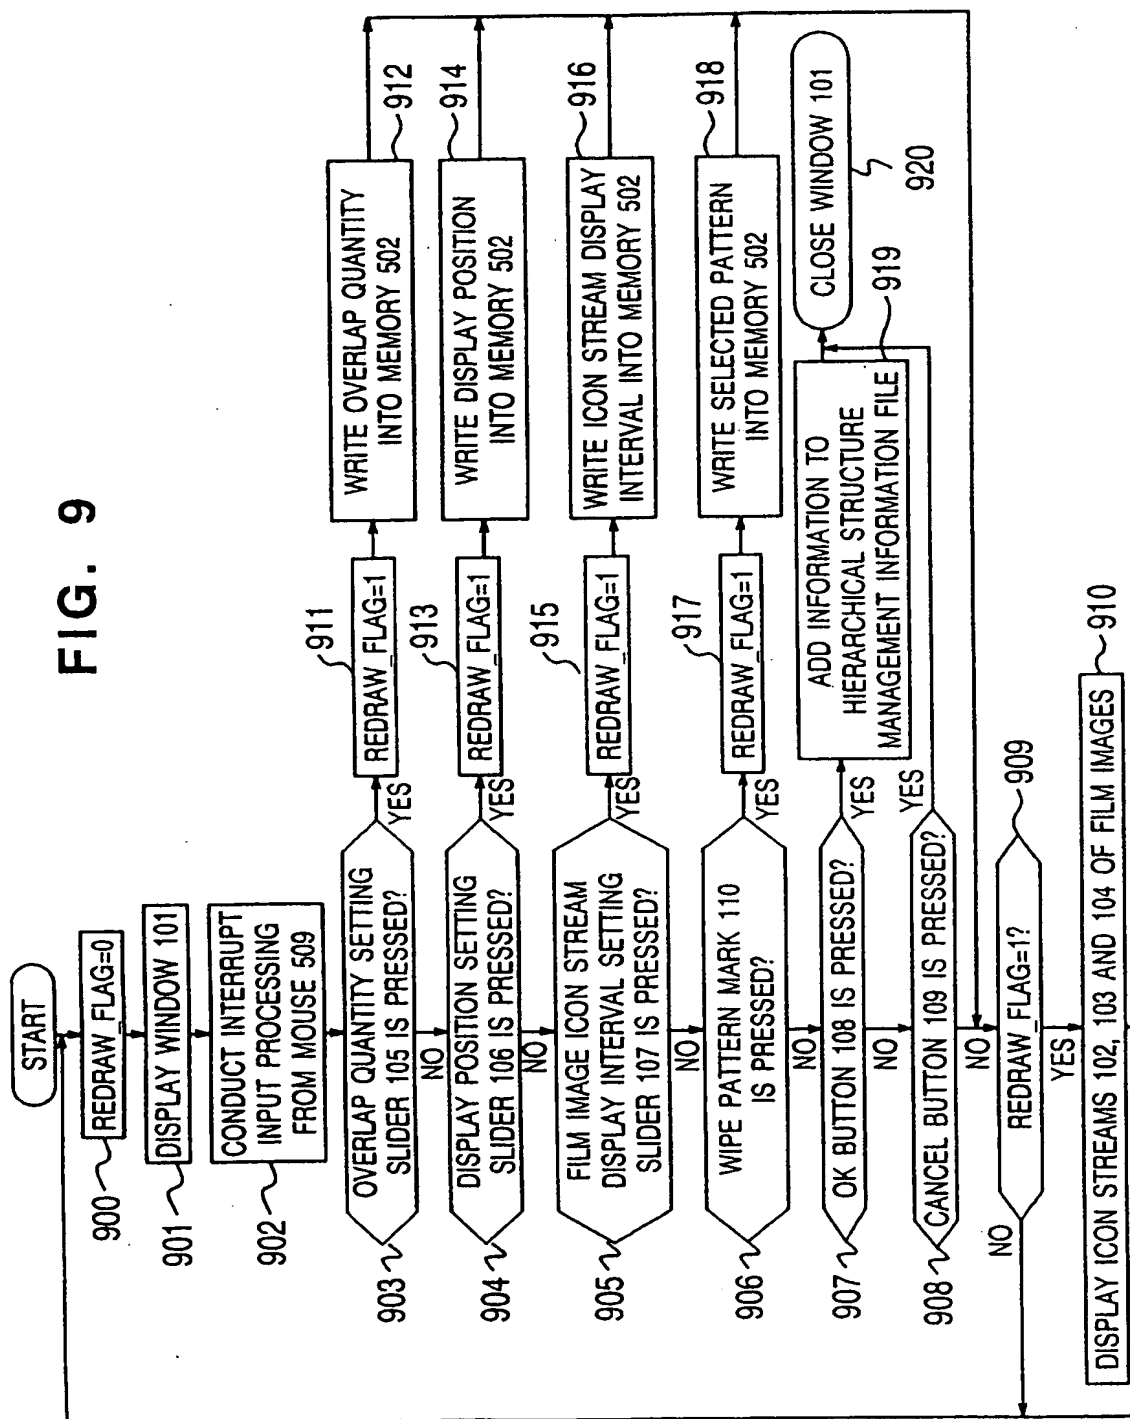 FIG. 9
START
REDRAW_FLAG=0
900
DISPLAY WINDOW 101
901
CONDUCT INTERRUPT
INPUT PROCESSING
FROM MOUSE 509
902
OVERLAP QUANTITY SETTING
SLIDER 105 IS PRESSED?
903
YES
NO
REDRAW_FLAG=1
911
WRITE OVERLAP QUANTITY
INTO MEMORY 502
912
DISPLAY POSITION SETTING
SLIDER 106 IS PRESSED?
904
YES
NO
REDRAW_FLAG=1
913
WRITE DISPLAY POSITION
INTO MEMORY 502
914
FILM IMAGE ICON STREAM
DISPLAY INTERVAL SETTING
SLIDER 107 IS PRESSED?
905
YES
NO
REDRAW_FLAG=1
915
WRITE ICON STREAM DISPLAY
INTERVAL INTO MEMORY 502
916
WIPE PATTERN MARK 110
IS PRESSED?
906
YES
NO
REDRAW_FLAG=1
917
WRITE SELECTED PATTERN
INTO MEMORY 502
918
OK BUTTON 108 IS PRESSED?
907
YES
NO
ADD INFORMATION TO
HIERARCHICAL STRUCTURE
MANAGEMENT INFORMATION FILE
919
CLOSE WINDOW 101
920
CANCEL BUTTON 109 IS PRESSED?
908
YES
NO
REDRAW_FLAG=1?
909
NO
YES
DISPLAY ICON STREAMS 102, 103 AND 104 OF FILM IMAGES
910